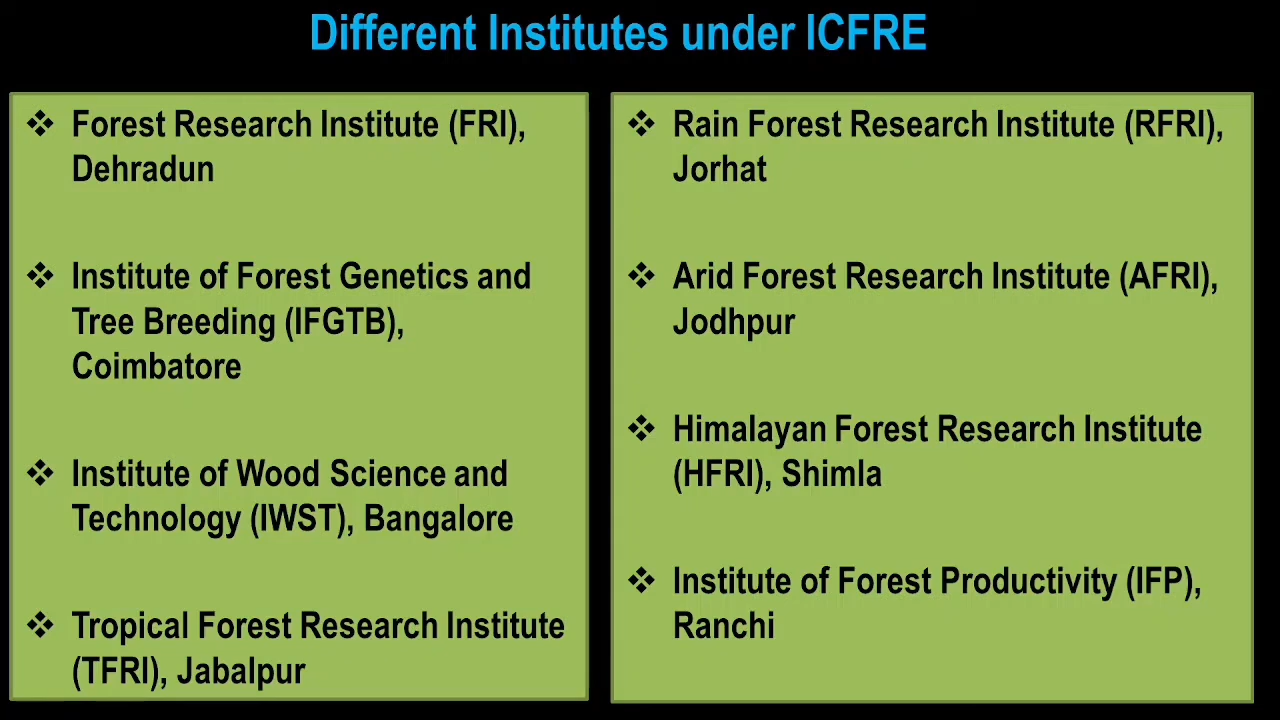 Different Institutes under ICFRE
❖ Forest Research Institute (FRI),
Dehradun
❖ Institute of Forest Genetics and
Tree Breeding (IFGTB),
Coimbatore
❖ Institute of Wood Science and
Technology (IWST), Bangalore
❖ Tropical Forest Research Institute
(TFRI), Jabalpur
❖ Rain Forest Research Institute (RFRI),
Jorhat
❖ Arid Forest Research Institute (AFRI),
Jodhpur
❖ Himalayan Forest Research Institute
(HFRI), Shimla
❖ Institute of Forest Productivity (IFP),
Ranchi